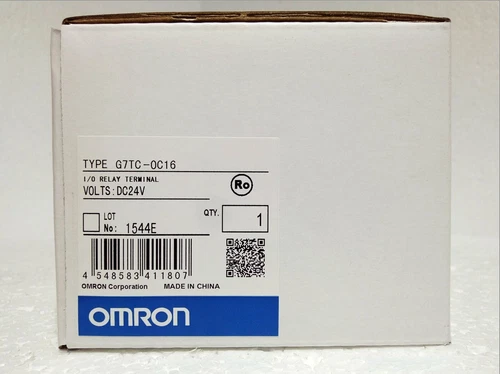 TYPE G7TC-OC16
I/O RELAY TERMINAL
VOLTS:DC24V
Ro
LOT
No: 1544E
QTY. 1
4 548583 411807
OMRON Corporation MADE IN CHINA
OMRON